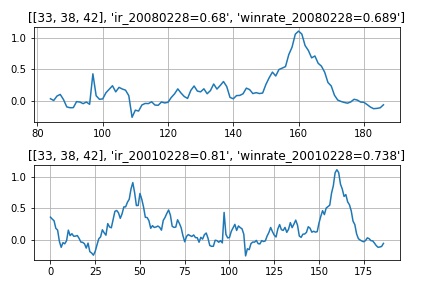 [[33, 38, 42], 'ir_20080228=0.68', 'winrate_20080228=0.689']
1.0
0.5
0.0
80 100 120 140 160 180
[[33, 38, 42], 'ir_20010228=0.81', 'winrate_20010228=0.738']
1.0
0.5
0.0
0 25 50 75 100 125 150 175